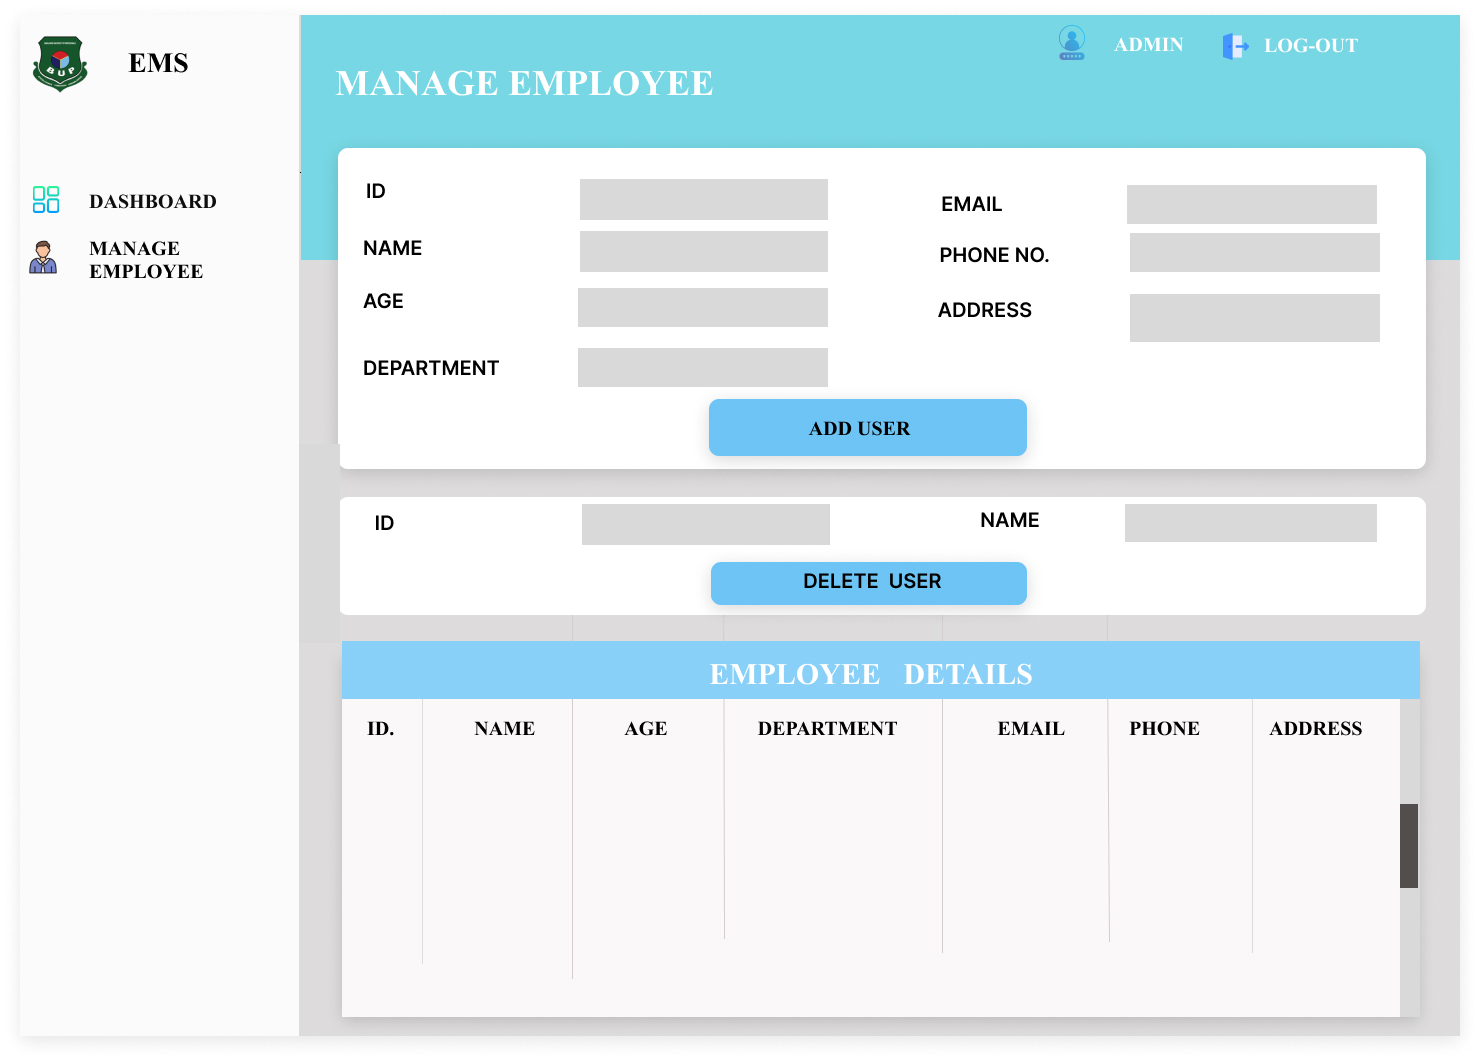 BUP
EMS
ADMIN
LOG-OUT
MANAGE EMPLOYEE
DASHBOARD
MANAGE
EMPLOYEE
ID
EMAIL
NAME
PHONE NO.
AGE
ADDRESS
DEPARTMENT
ADD USER
ID
NAME
DELETE USER
EMPLOYEE DETAILS
ID. NAME AGE DEPARTMENT EMAIL PHONE ADDRESS